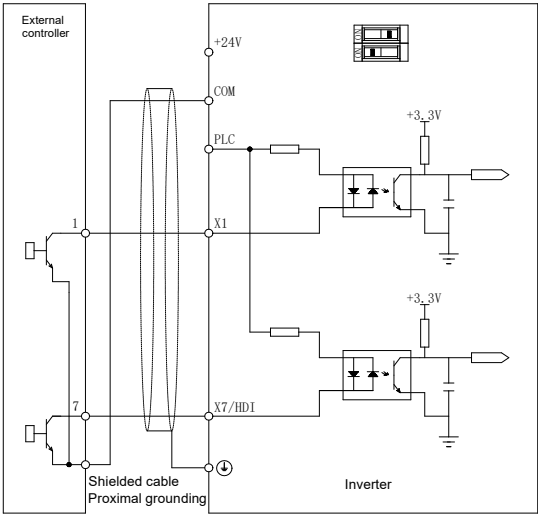 External
controller
+24V
ON
ON
COM
PLC
+3.3V
1
X1
+3.3V
7
X7/HDI
Shielded cable
Proximal grounding
Inverter